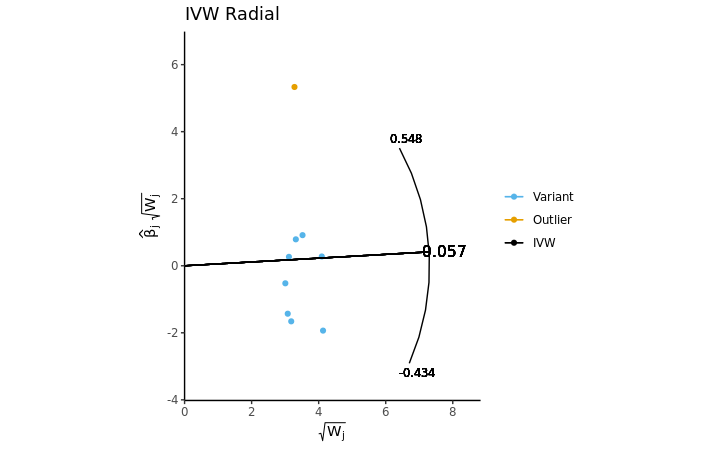 IVW Radial
6
4
2
0
-2
-4
0
2
4
6
8
β̂j √Wj
√Wj
0.548
0.057
-0.434
Variant
Outlier
IVW